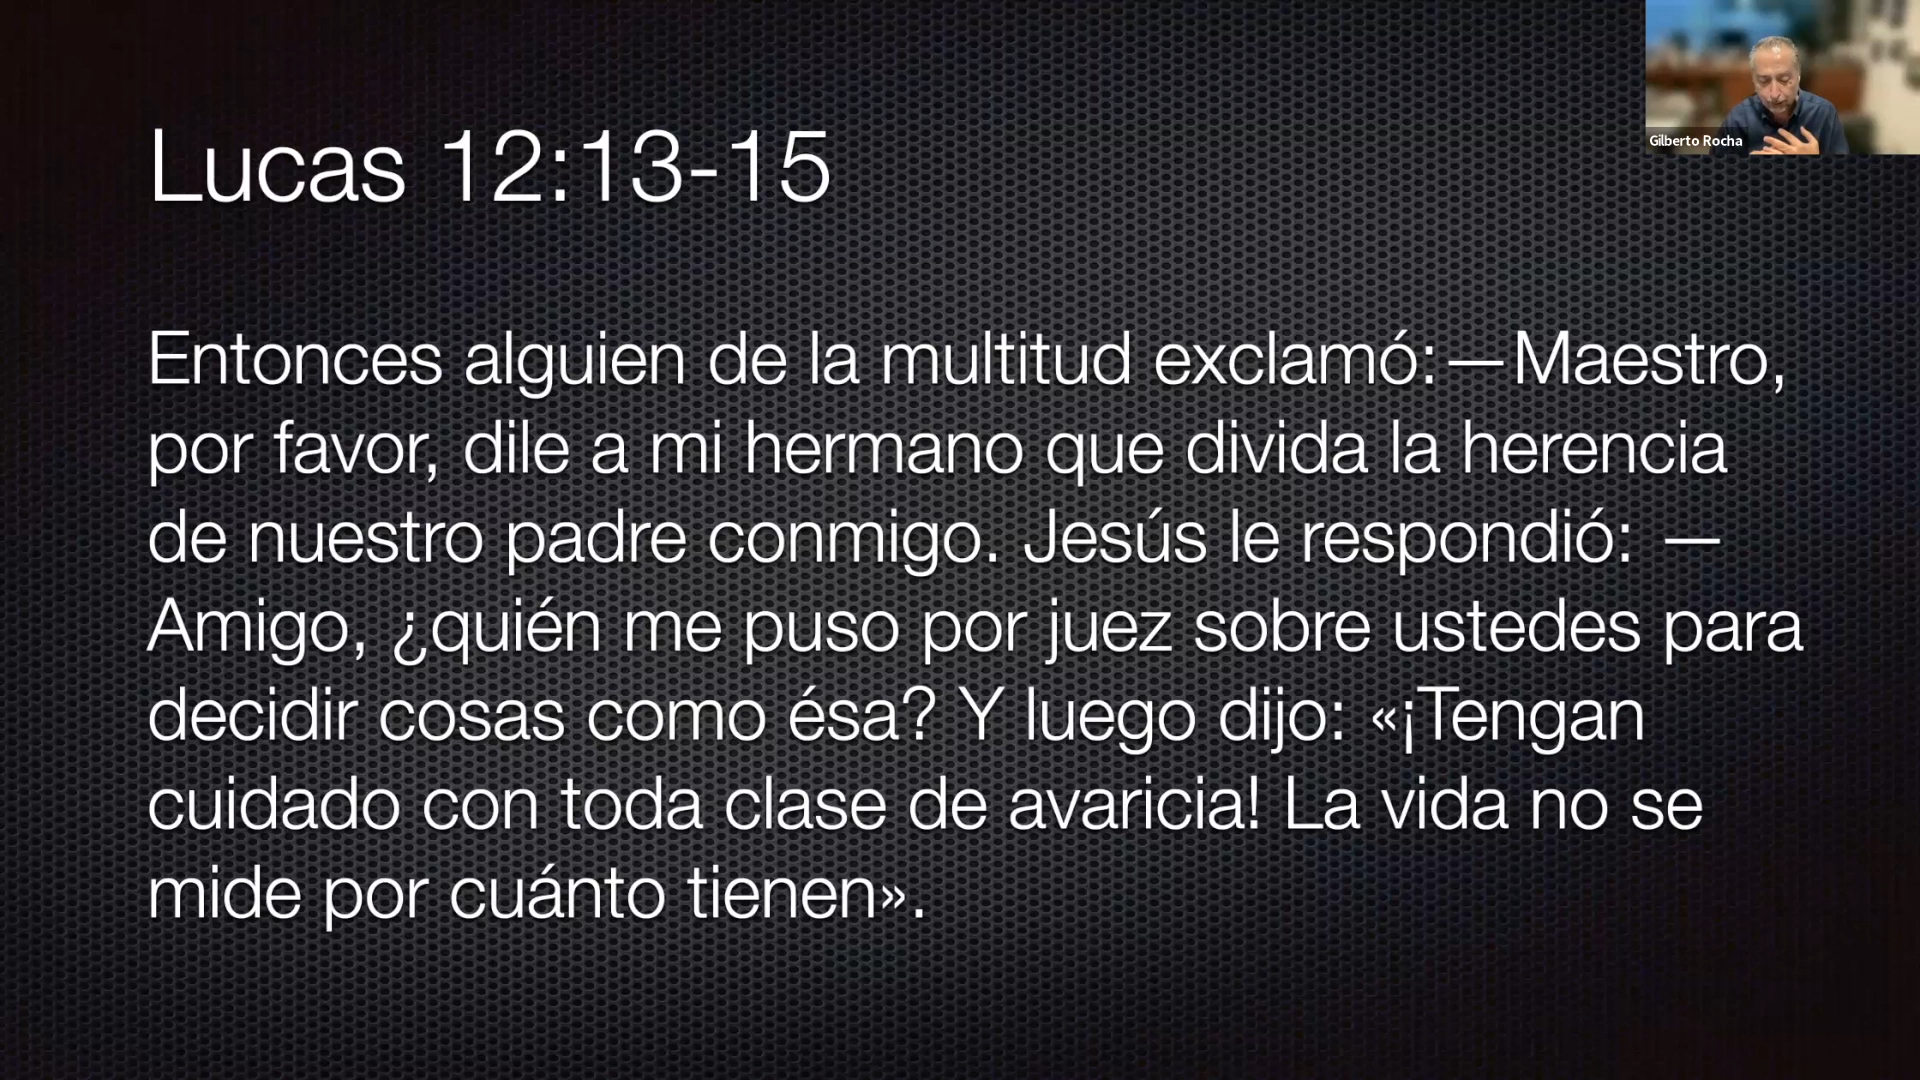 Lucas 12:13-15
Gilberto Rocha
Entonces alguien de la multitud exclamó:—Maestro,
por favor, dile a mi hermano que divida la herencia
de nuestro padre conmigo. Jesús le respondió: —
Amigo, ¿quién me puso por juez sobre ustedes para
decidir cosas como ésa? Y luego dijo: «¡Tengan
cuidado con toda clase de avaricia! La vida no se
mide por cuánto tienen».